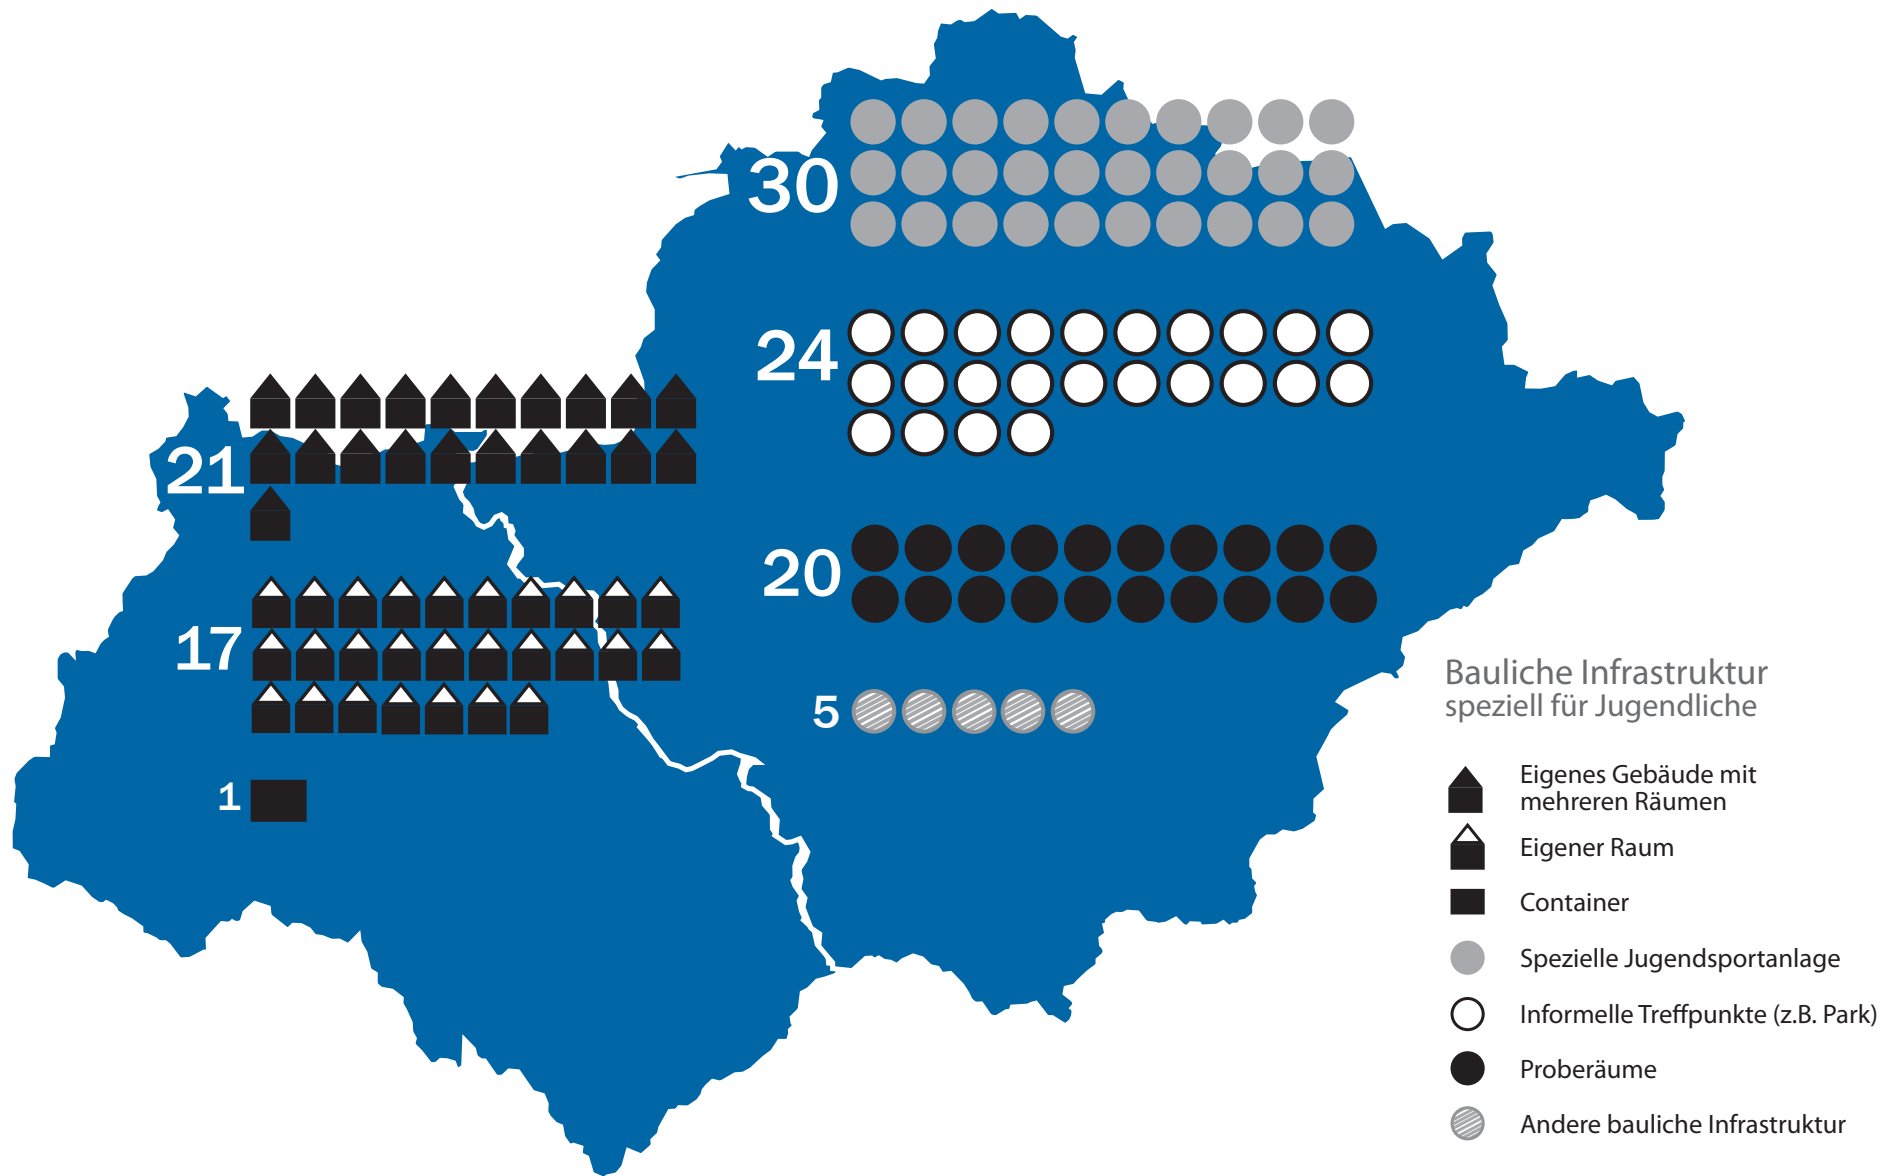 30
24
21
20
17
5
1
Bauliche Infrastruktur
speziell für Jugendliche
Eigenes Gebäude mit
mehreren Räumen
Eigener Raum
Container
Spezielle Jugendsportanlage
Informelle Treffpunkte (z.B. Park)
Proberäume
Andere bauliche Infrastruktur